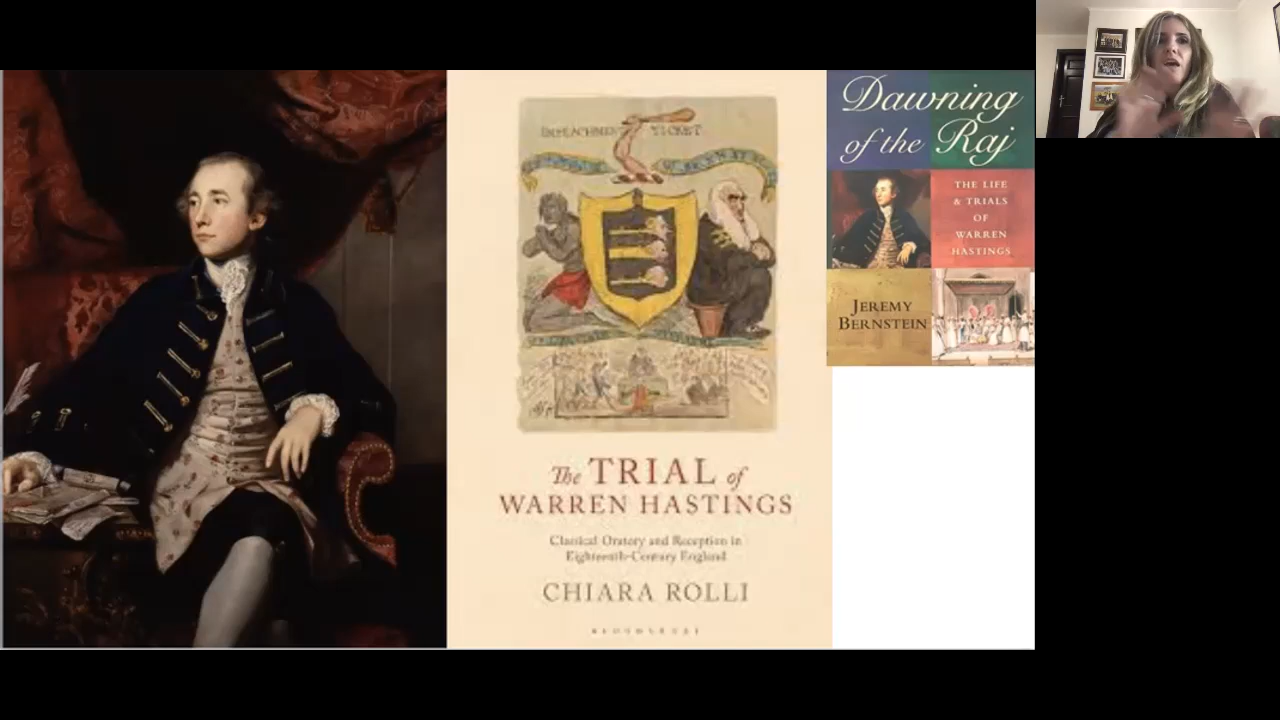 IMPEACHMENT TICKET
The TRIAL of
WARREN HASTINGS
Classical Oratory and Reception in
Eighteenth-Century England
CHIARA ROLLI
BLOOMSBURY
Dawning
of the Raj
THE LIFE
& TRIALS
OF
WARREN
HASTINGS
JEREMY
BERNSTEIN